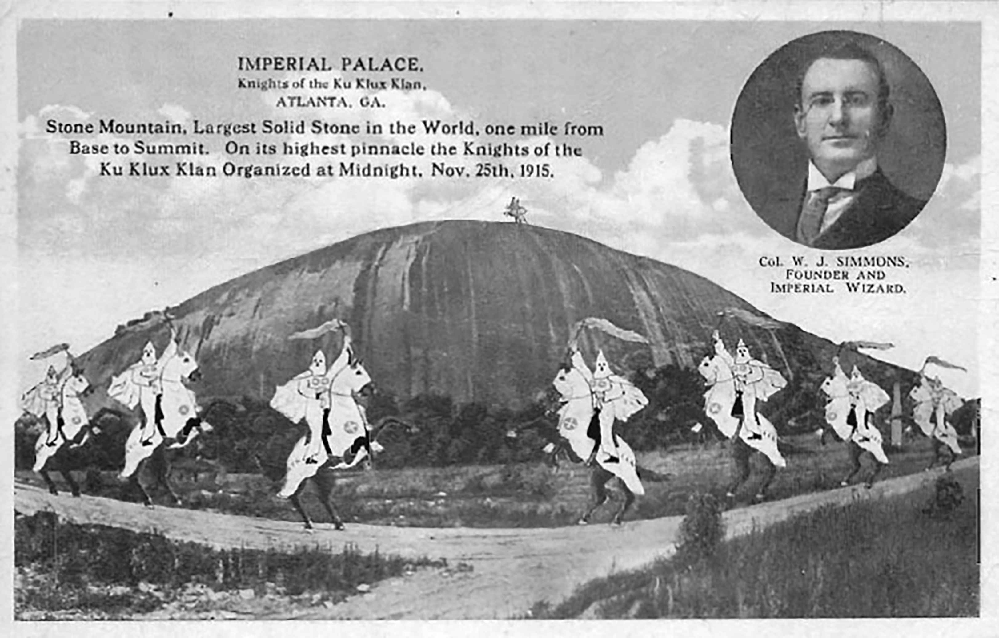 IMPERIAL PALACE.
Knights of the Ku Klux Klan,
ATLANTA, GA.
Stone Mountain, Largest Solid Stone in the World, one mile from
Base to Summit. On its highest pinnacle the Knights of the
Ku Klux Klan Organized at Midnight, Nov. 25th, 1915.
Col. W. J. SIMMONS,
FOUNDER AND
IMPERIAL WIZARD.